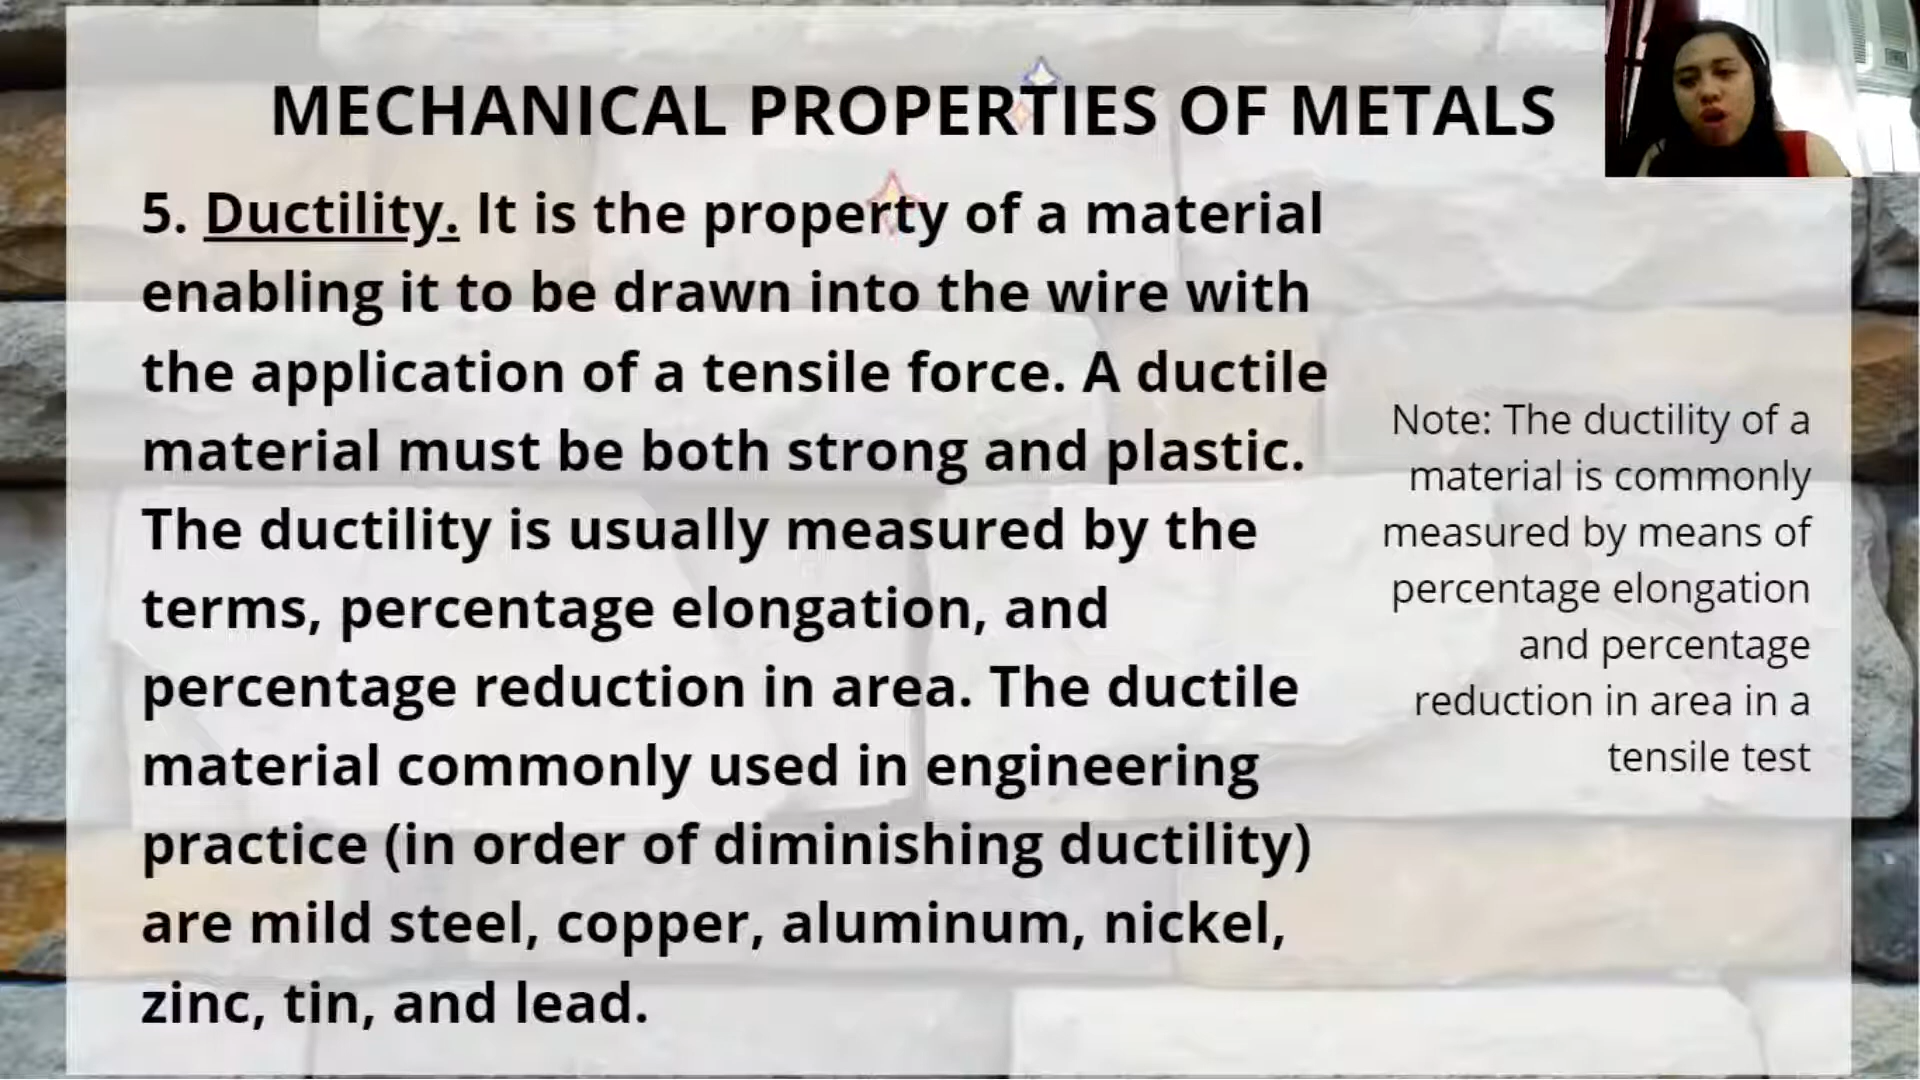 MECHANICAL PROPERTIES OF METALS
5. Ductility. It is the property of a material
enabling it to be drawn into the wire with
the application of a tensile force. A ductile
material must be both strong and plastic.
The ductility is usually measured by the
terms, percentage elongation, and
percentage reduction in area. The ductile
material commonly used in engineering
practice (in order of diminishing ductility)
are mild steel, copper, aluminum, nickel,
zinc, tin, and lead.
Note: The ductility of a
material is commonly
measured by means of
percentage elongation
and percentage
reduction in area in a
tensile test